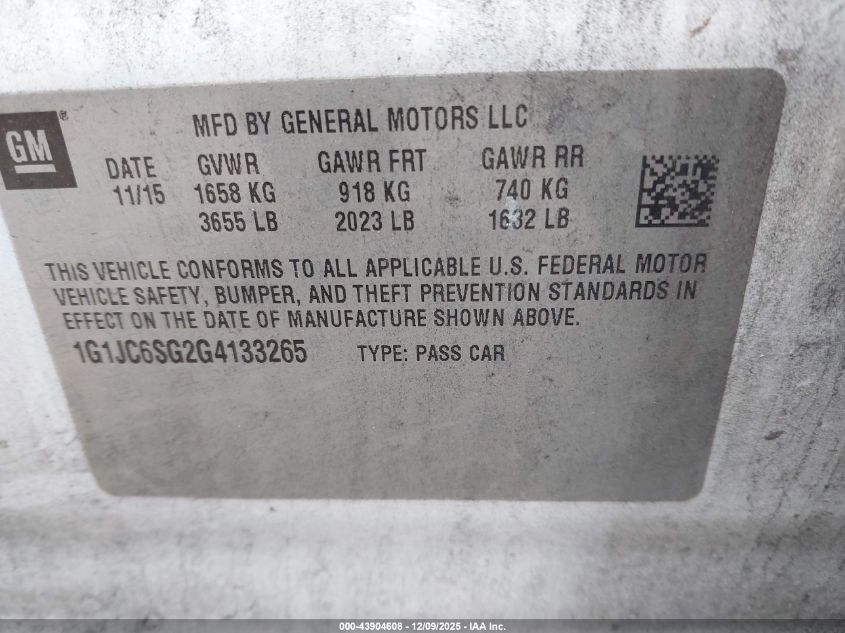 MFD BY GENERAL MOTORS LLC
GM®
DATE GVWR GAWR FRT GAWR RR
11/15 1658 KG 918 KG 740 KG
3655 LB 2023 LB 1632 LB
THIS VEHICLE CONFORMS TO ALL APPLICABLE U.S. FEDERAL MOTOR
VEHICLE SAFETY, BUMPER, AND THEFT PREVENTION STANDARDS IN
EFFECT ON THE DATE OF MANUFACTURE SHOWN ABOVE.
1G1JC6SG2G4133265 TYPE: PASS CAR
000-43904608 | 12/09/2025 - IAA Inc.